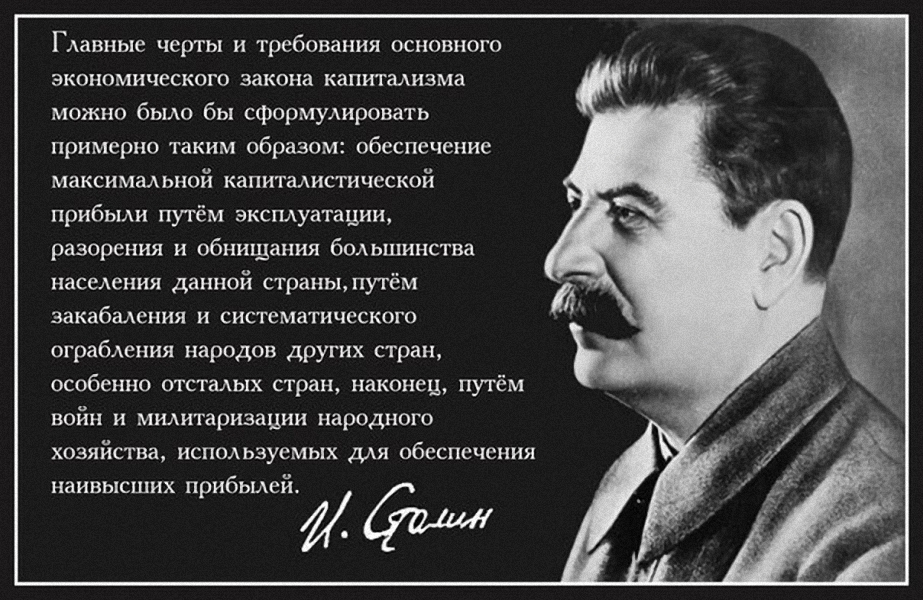 Главные черты и требования основного
экономического закона капитализма
можно было бы сформулировать
примерно таким образом: обеспечение
максимальной капиталистической
прибыли путём эксплуатации,
разорения и обнищания большинства
населения данной страны, путём
закабаления и систематического
ограбления народов других стран,
особенно отсталых стран, наконец, путём
войн и милитаризации народного
хозяйства, используемых для обеспечения
наивысших прибылей.
И. Сталин